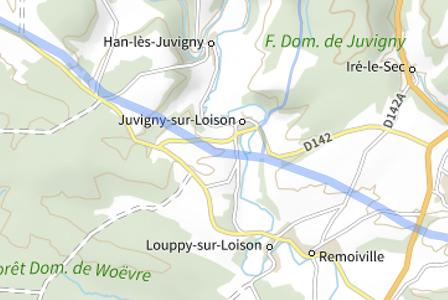 Han-lès-Juvigny
F. Dom. de Juvigny
Iré-le-Sec
D142A
Juvigny-sur-Loison
D142
Louppy-sur-Loison
Remoiville
orêt Dom. de Woëvre